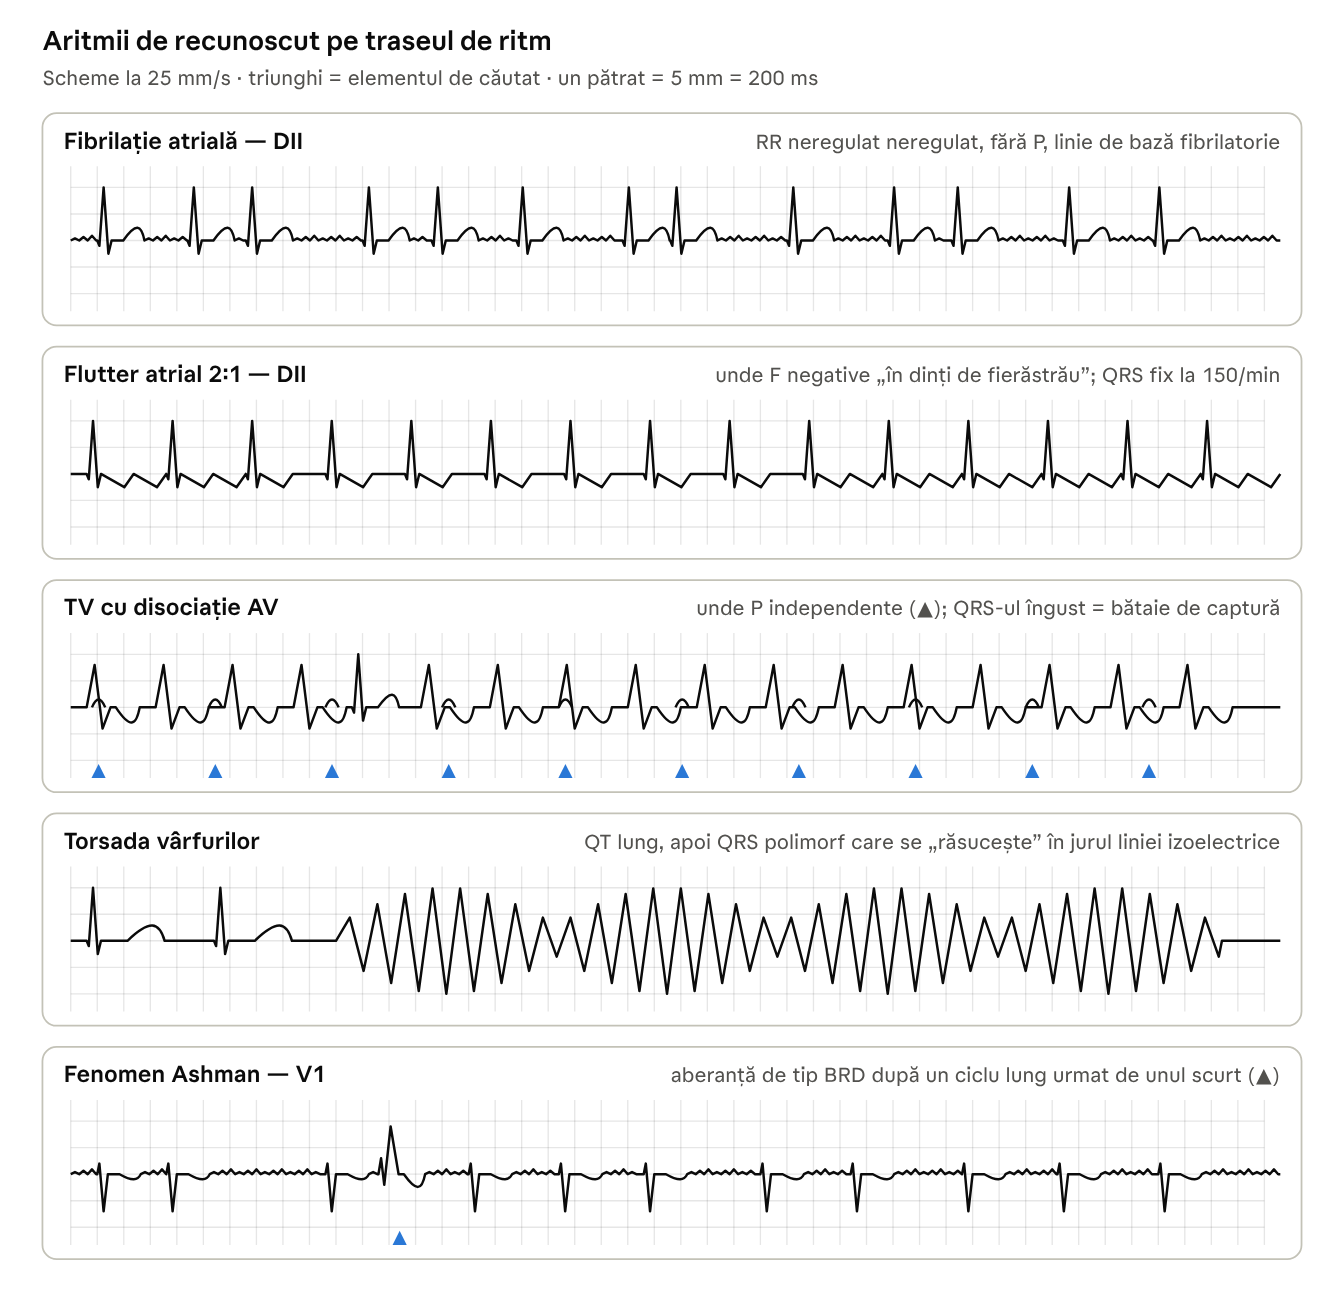 Aritmii de recunoscut pe traseul de ritm
Scheme la 25 mm/s · triunghi = elementul de căutat · un pătrat = 5 mm = 200 ms
Fibrilație atrială — DII
RR neregulat neregulat, fără P, linie de bază fibrilatorie
Flutter atrial 2:1 — DII
unde F negative „în dinți de fierăstrău”; QRS fix la 150/min
TV cu disociație AV
unde P independente (▲); QRS-ul îngust = bătaie de captură
Torsada vârfurilor
QT lung, apoi QRS polimorf care se „răsucește” în jurul liniei izoelectrice
Fenomen Ashman — V1
aberanță de tip BRD după un ciclu lung urmat de unul scurt (▲)